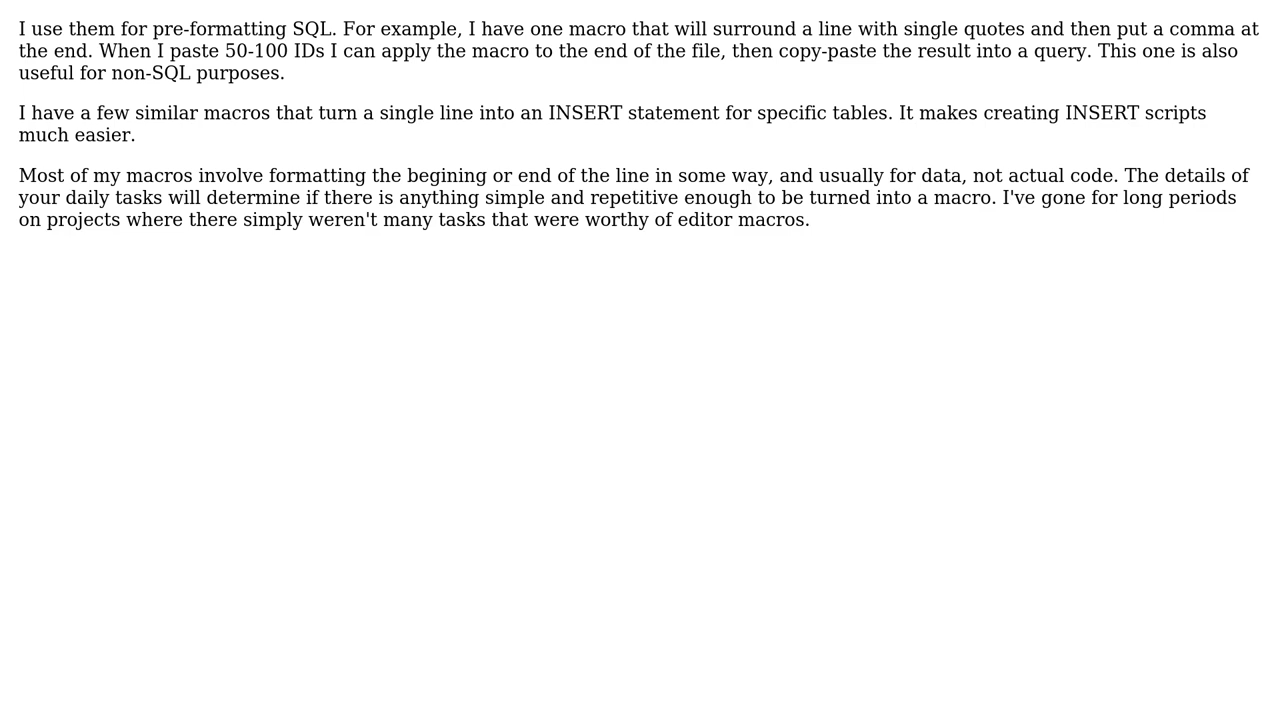 I use them for pre-formatting SQL. For example, I have one macro that will surround a line with single quotes and then put a comma at
the end. When I paste 50-100 IDs I can apply the macro to the end of the file, then copy-paste the result into a query. This one is also
useful for non-SQL purposes.
I have a few similar macros that turn a single line into an INSERT statement for specific tables. It makes creating INSERT scripts
much easier.
Most of my macros involve formatting the begining or end of the line in some way, and usually for data, not actual code. The details of
your daily tasks will determine if there is anything simple and repetitive enough to be turned into a macro. I've gone for long periods
on projects where there simply weren't many tasks that were worthy of editor macros.